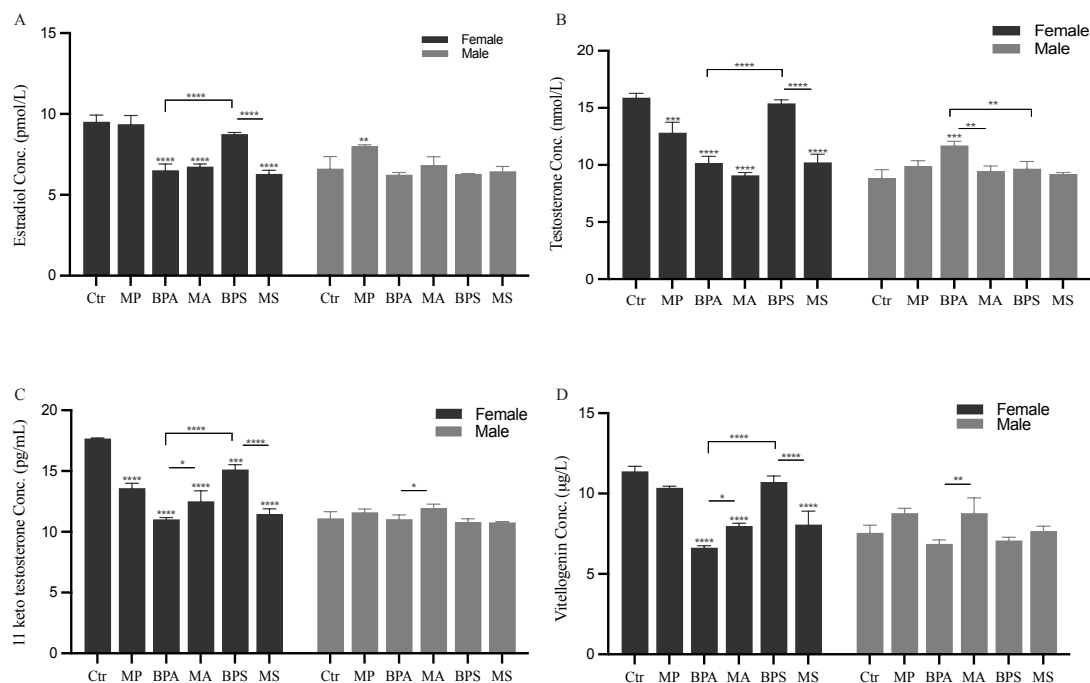 A
Estradiol Conc. (pmol/L)
15
10
5
0
Female
Male
****
****
**** **** ****
**
Ctr MP BPA MA BPS MS Ctr MP BPA MA BPS MS
B
Testosterone Conc. (nmol/L)
20
15
10
5
0
Female
Male
****
****
***
**** **** ****
**
**
***
Ctr MP BPA MA BPS MS Ctr MP BPA MA BPS MS
C
11 keto testosterone Conc. (pg/mL)
20
15
10
5
0
Female
Male
****
****
*
***
**** **** **** ****
*
Ctr MP BPA MA BPS MS Ctr MP BPA MA BPS MS
D
Vitellogenin Conc. (µg/L)
15
10
5
0
Female
Male
****
****
*
**** **** ****
**
Ctr MP BPA MA BPS MS Ctr MP BPA MA BPS MS